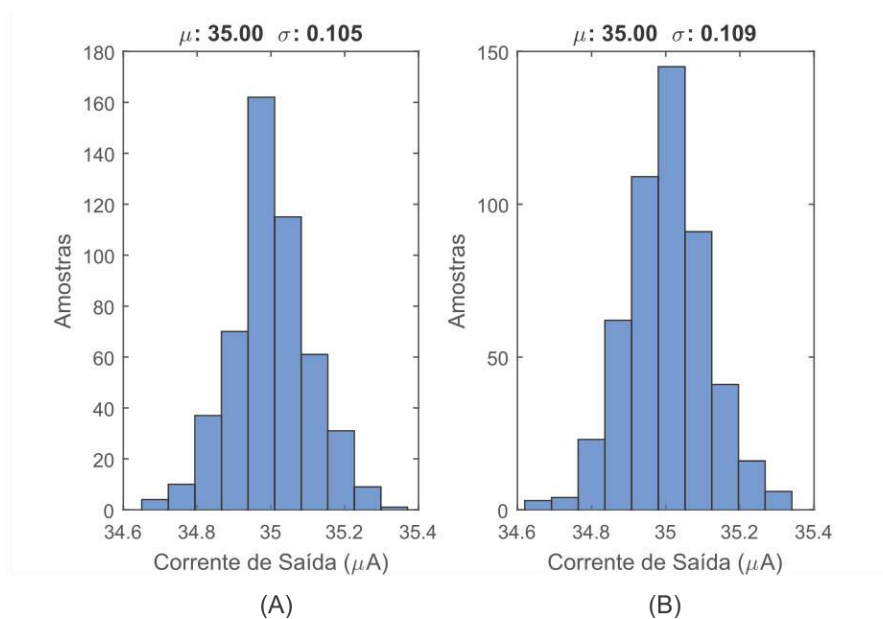 μ: 35.00 σ: 0.105
180
160
140
120
100
80
60
40
20
0
Amostras
34.6 34.8 35 35.2 35.4
Corrente de Saída (μA)
(A)
μ: 35.00 σ: 0.109
150
100
50
0
Amostras
34.6 34.8 35 35.2 35.4
Corrente de Saída (μA)
(B)